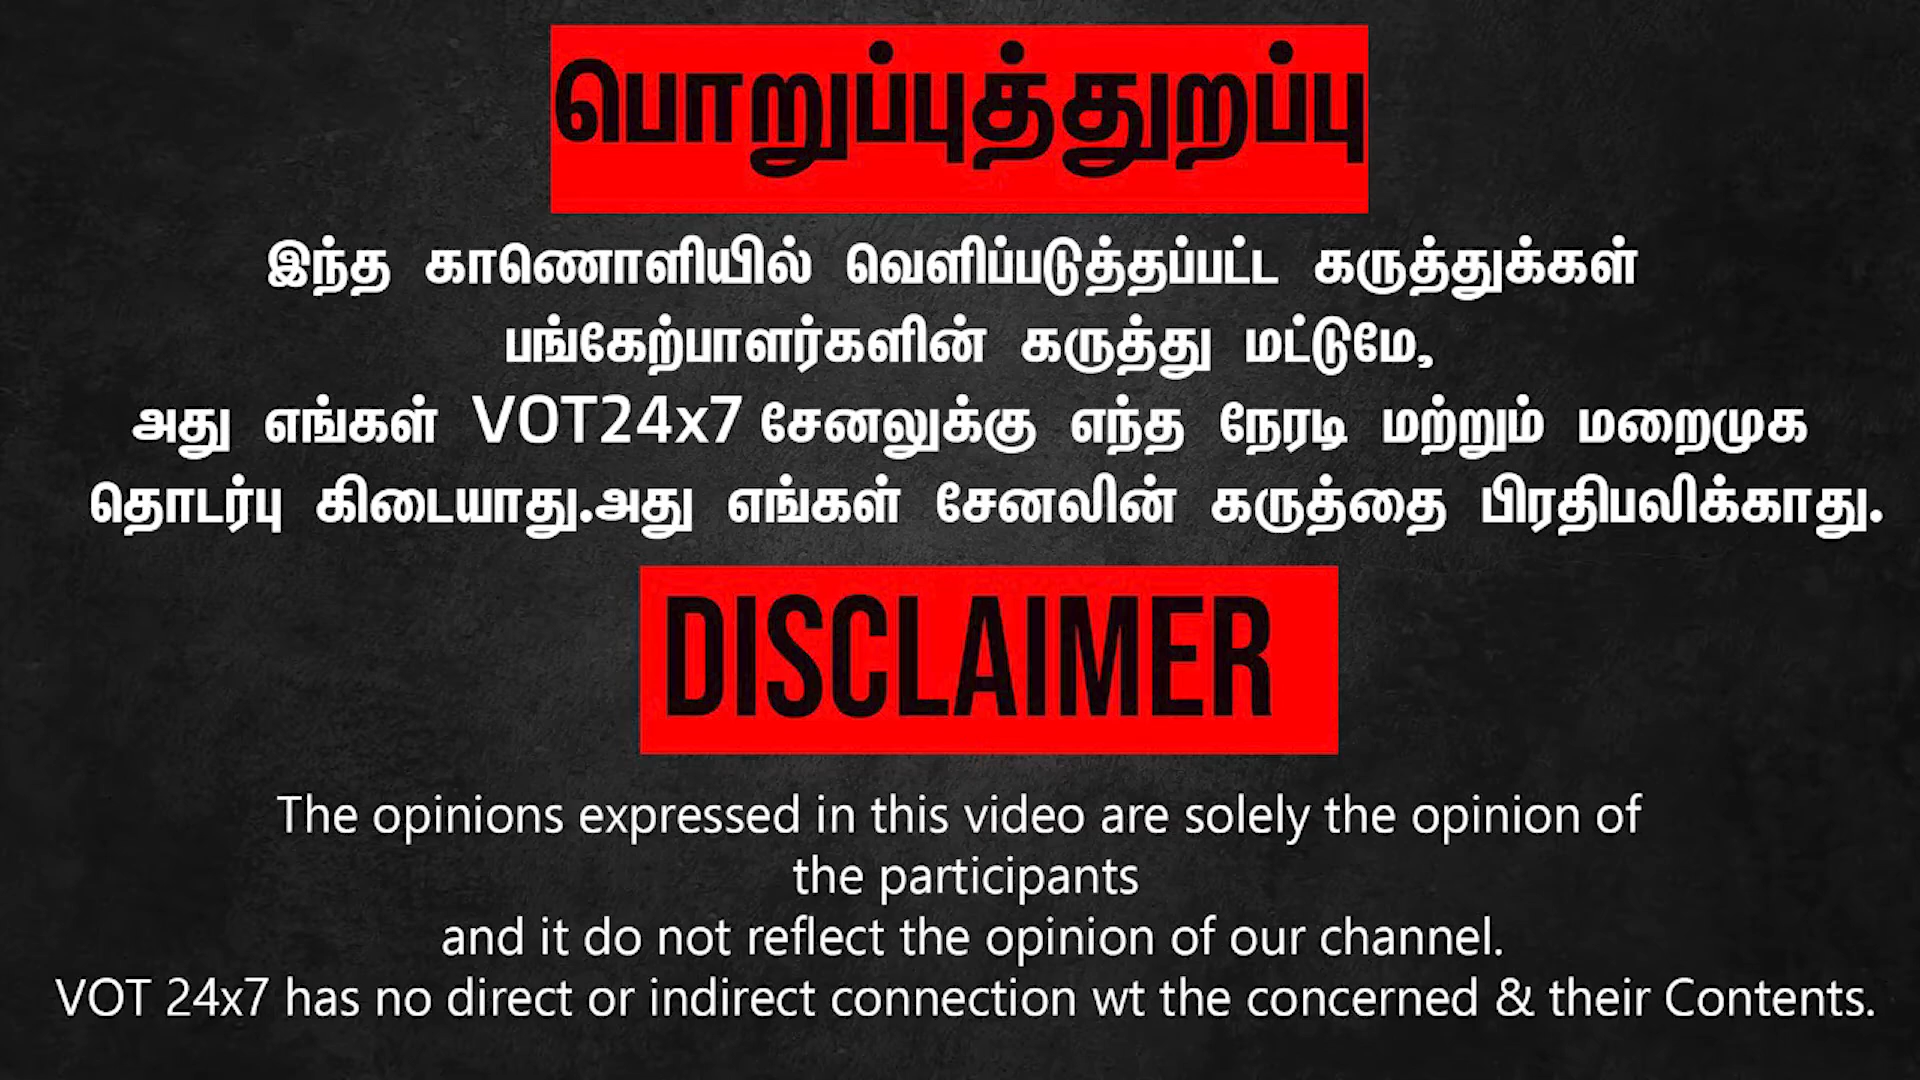 பொறுப்புத்துறப்பு
இந்த காணொளியில் வெளிப்படுத்தப்பட்ட கருத்துக்கள்
பங்கேற்பாளர்களின் கருத்து மட்டுமே,
அது எங்கள் VOT24x7 சேனலுக்கு எந்த நேரடி மற்றும் மறைமுக
தொடர்பு கிடையாது.அது எங்கள் சேனலின் கருத்தை பிரதிபலிக்காது.
DISCLAIMER
The opinions expressed in this video are solely the opinion of
the participants
and it do not reflect the opinion of our channel.
VOT 24x7 has no direct or indirect connection wt the concerned & their Contents.